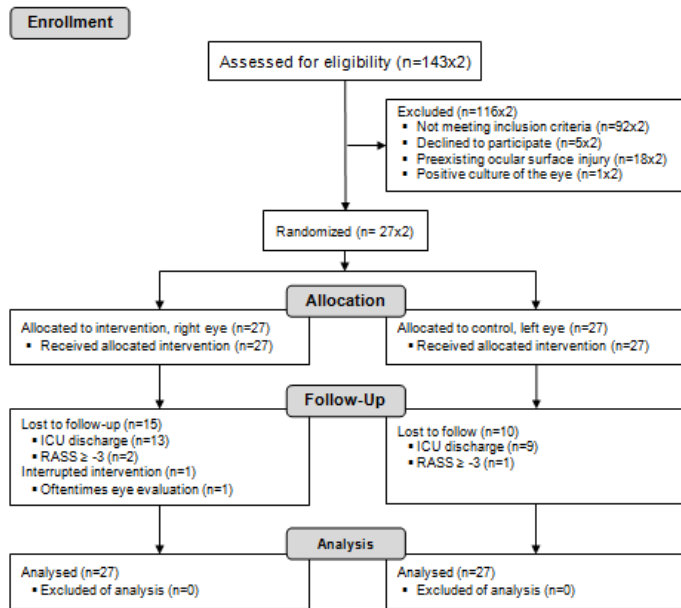 Enrollment
Assessed for eligibility (n=143x2)
Excluded (n=116x2)
▪ Not meeting inclusion criteria (n=92x2)
▪ Declined to participate (n=5x2)
▪ Preexisting ocular surface injury (n=18x2)
▪ Positive culture of the eye (n=1x2)
Randomized (n= 27x2)
Allocation
Allocated to intervention, right eye (n=27)
▪ Received allocated intervention (n=27)
Allocated to control, left eye (n=27)
▪ Received allocated intervention (n=27)
Follow-Up
Lost to follow-up (n=15)
▪ ICU discharge (n=13)
▪ RASS ≥ -3 (n=2)
Interrupted intervention (n=1)
▪ Oftentimes eye evaluation (n=1)
Lost to follow (n=10)
▪ ICU discharge (n=9)
▪ RASS ≥ -3 (n=1)
Analysis
Analysed (n=27)
▪ Excluded of analysis (n=0)
Analysed (n=27)
▪ Excluded of analysis (n=0)